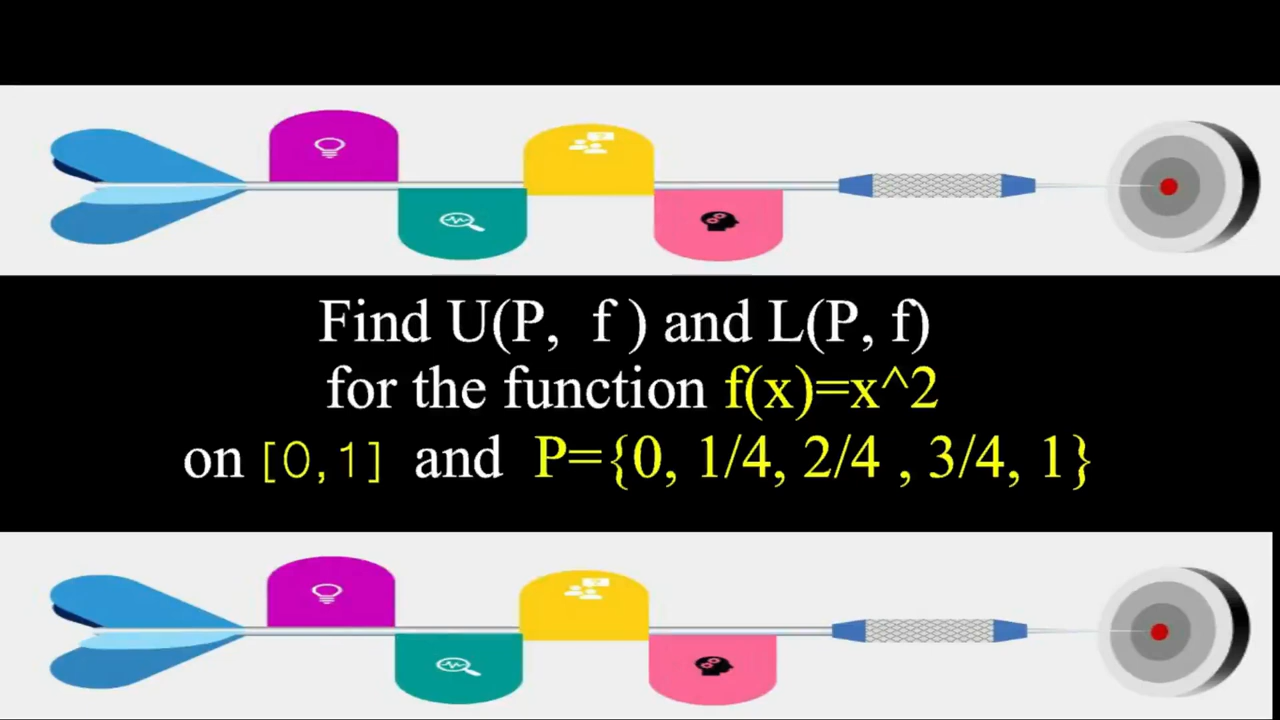 Find U(P, f ) and L(P, f)
for the function f(x)=x^2
on [0,1] and P={0, 1/4, 2/4 , 3/4, 1}